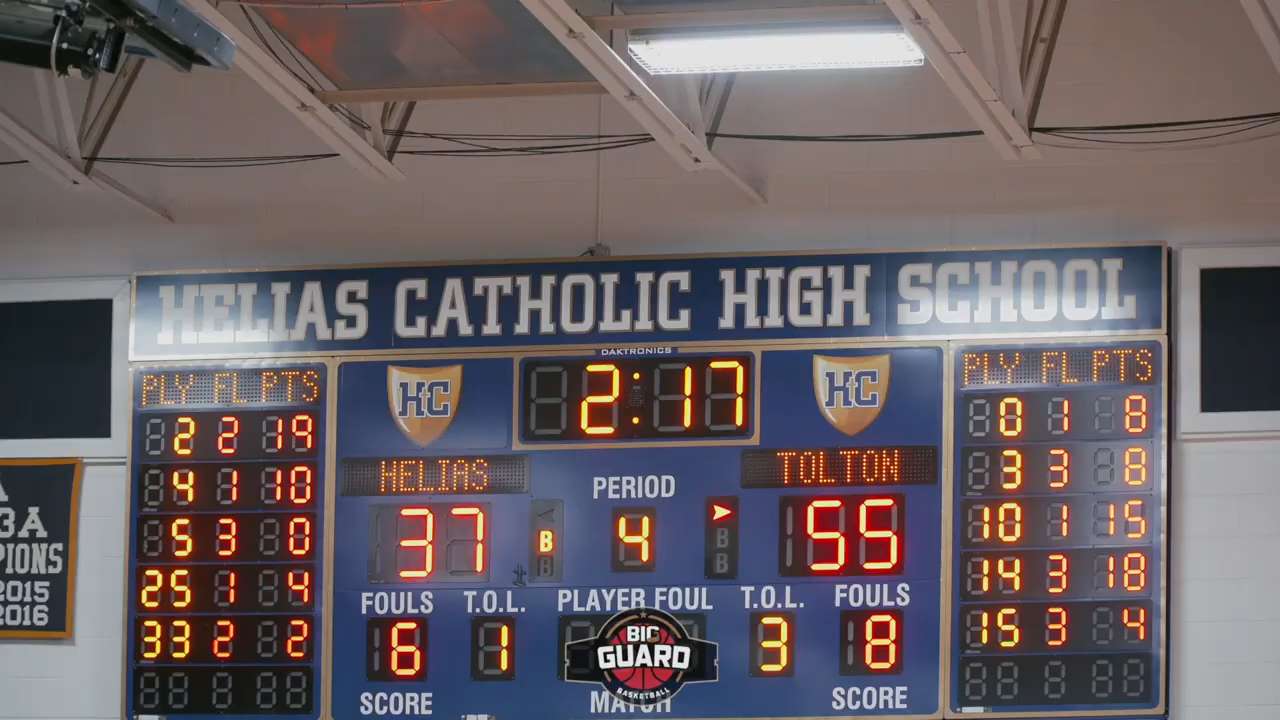 HELIAS CATHOLIC HIGH SCHOOL
DAKTRONICS
PLY FL PTS
2 2 19
4 1 10
5 3 0
25 1 4
33 2 2
HC
2:17
HC
HELIAS
PERIOD
TOLTON
37
B
4
B
B
55
B
FOULS
T.O.L.
PLAYER FOUL
T.O.L.
FOULS
6
1
3
8
SCORE
MATCH
SCORE
BIG
GUARD
BASKETBALL
PLY FL PTS
0 1 8
3 3 8
10 1 15
14 3 18
15 3 4
3A
2015
2016